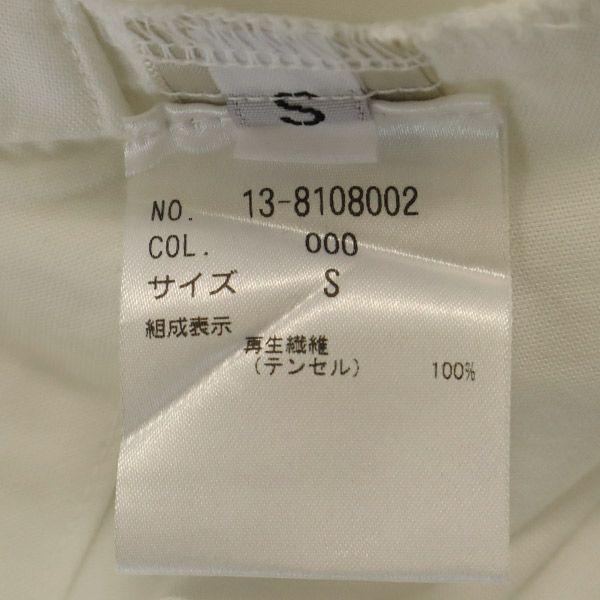 S
NO. 13-8108002
COL. 000
サイズ S
組成表示
再生繊維
(テンセル) 100%